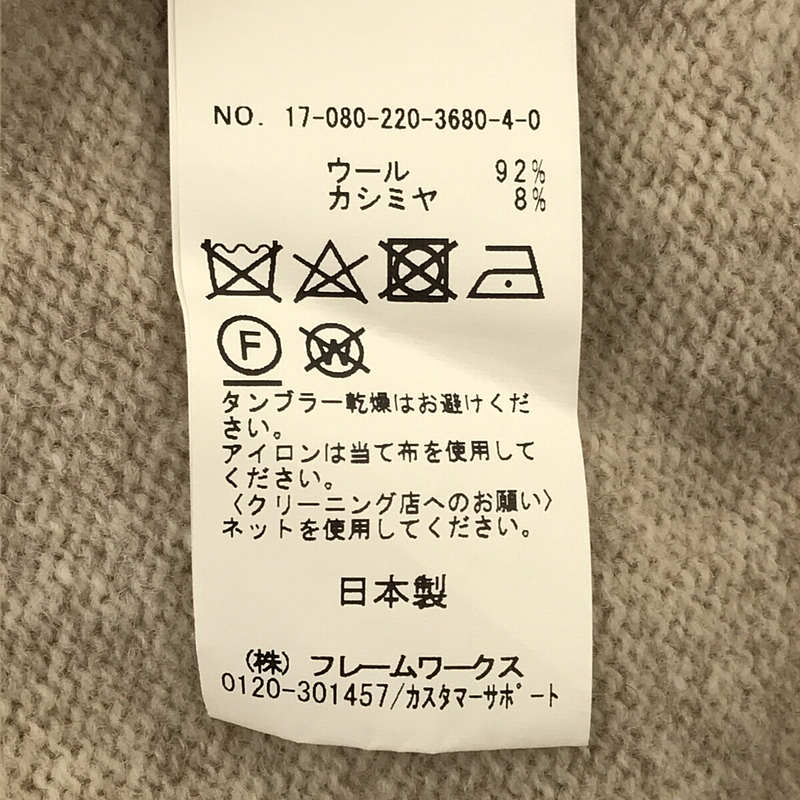 NO. 17-080-220-3680-4-0
ウール 92%
カシミヤ 8%
F W
タンブラー乾燥はお避けくだ
さい。
アイロンは当て布を使用して
ください。
〈クリーニング店へのお願い〉
ネットを使用してください。
日本製
(株) フレームワークス
0120-301457/カスタマーサポート